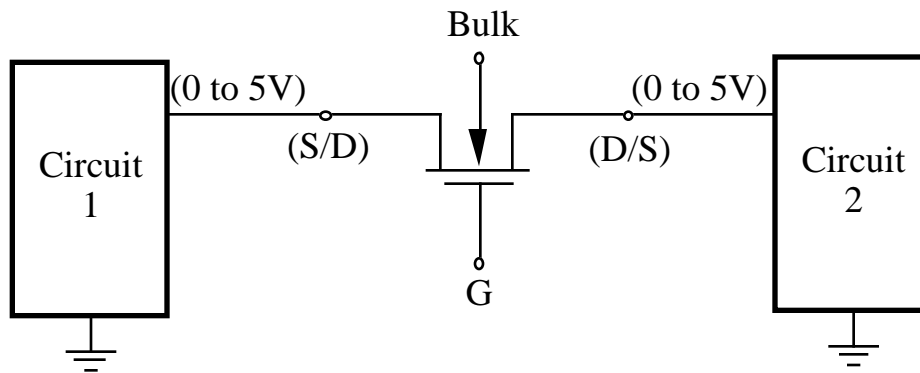 Bulk
(0 to 5V)
(0 to 5V)
(S/D)
(D/S)
Circuit
1
Circuit
2
G